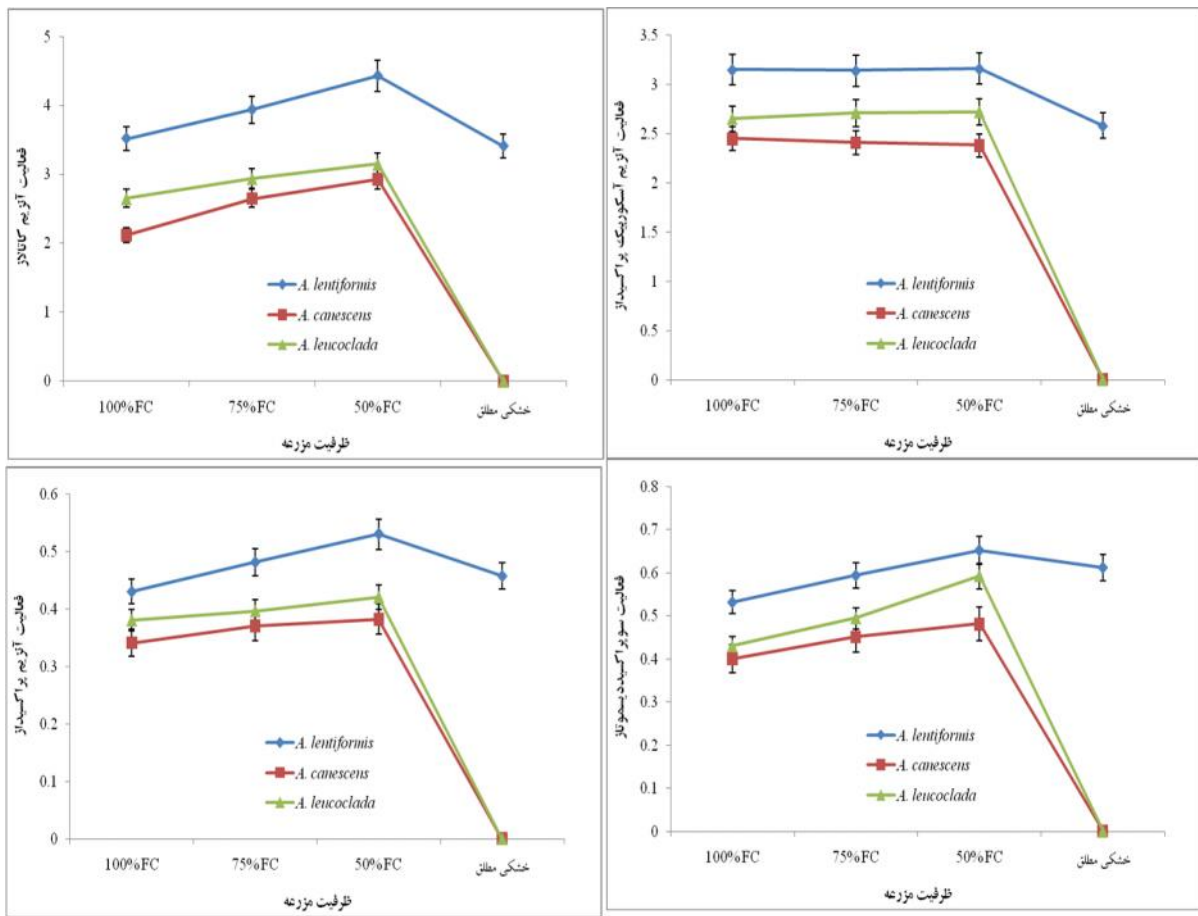 فعالیت آنزیم کاتالاز
5
4
3
2
1
0
A. lentiformis
A. canescens
A. leucoclada
100%FC 75%FC 50%FC خشکی مطلق
ظرفیت مزرعه
فعالیت آنزیم آسکوربیک پراکسیداز
3.5
3
2.5
2
1.5
1
0.5
0
A. lentiformis
A. canescens
A. leucoclada
100%FC 75%FC 50%FC خشکی مطلق
ظرفیت مزرعه
فعالیت آنزیم پراکسیداز
0.6
0.5
0.4
0.3
0.2
0.1
0
A. lentiformis
A. canescens
A. leucoclada
100%FC 75%FC 50%FC خشکی مطلق
ظرفیت مزرعه
فعالیت سوپراکسیددیسموتاز
0.8
0.7
0.6
0.5
0.4
0.3
0.2
0.1
0
A. lentiformis
A. canescens
A. leucoclada
100%FC 75%FC 50%FC خشکی مطلق
ظرفیت مزرعه